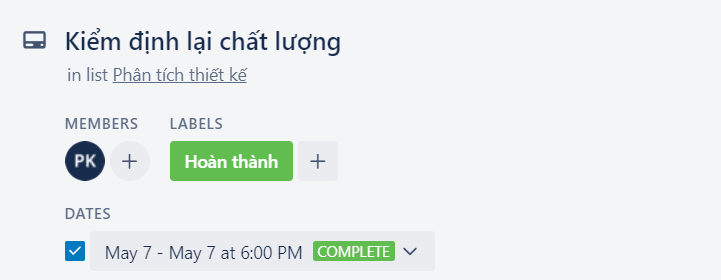 Kiểm định lại chất lượng
in list Phân tích thiết kế
MEMBERS LABELS
PK + Hoàn thành +
DATES
May 7 - May 7 at 6:00 PM COMPLETE